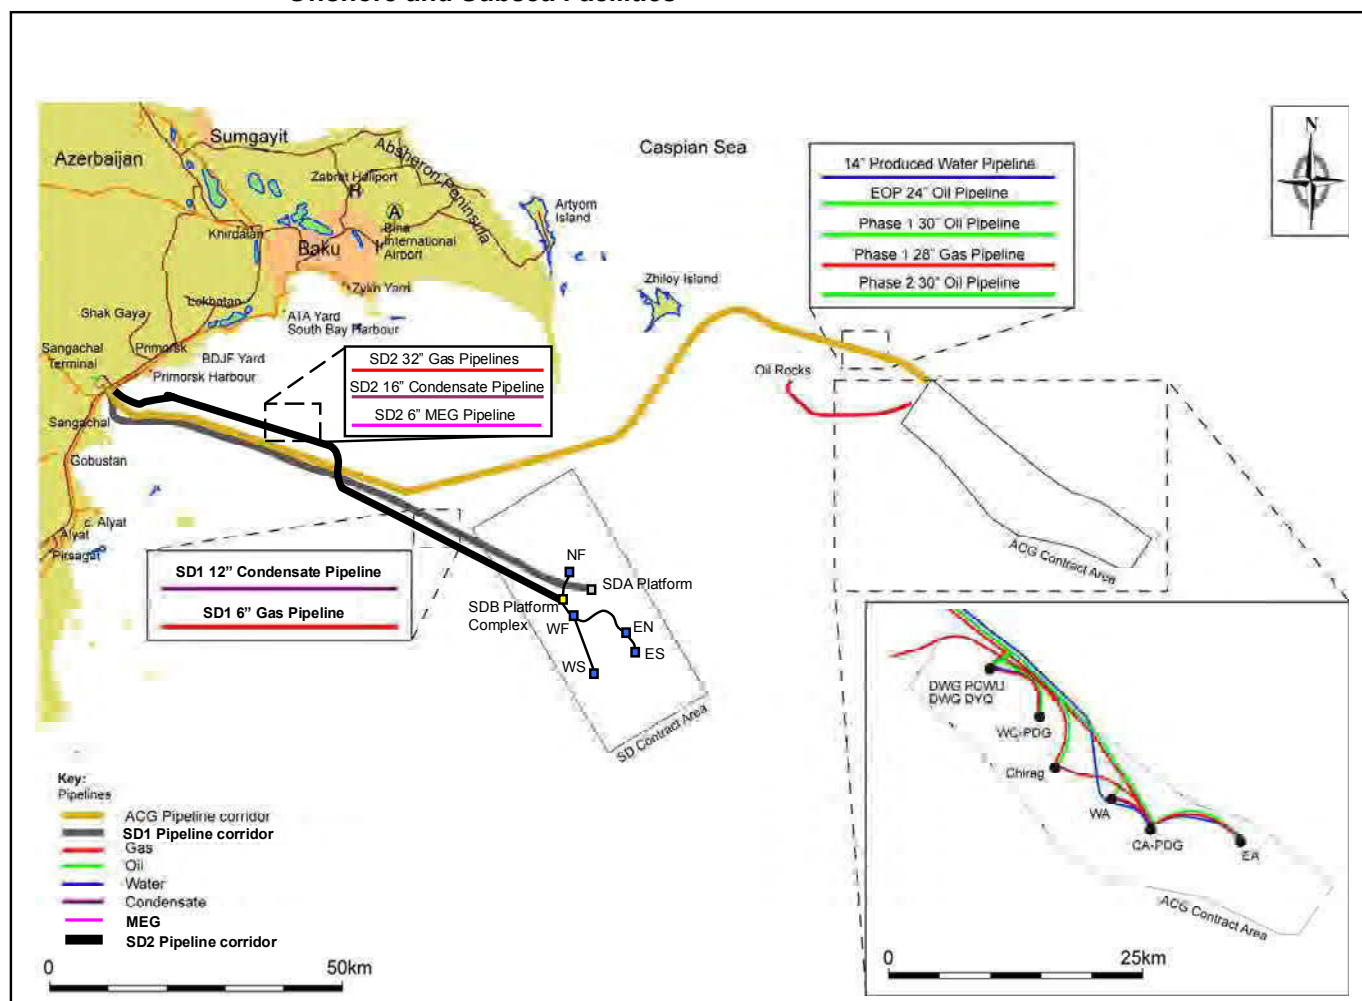 Sumgayit
Azerbaijan
Absheron Peninsula
Caspian Sea
N
Zabrat Heliport
H
A
Bina
International
Airport
Artyom
Island
Khirdalan
Baku
Zykh Yard
Zhiloy Island
Lokbatan
Ghak Gaya
ATA Yard
South Bay Harbour
Sangachal
Terminal
Primorsk
BDJF Yard
Primorsk Harbour
Sangachal
Gobustan
c. Alyat
Alyat
Pirsagat
14" Produced Water Pipeline
EOP 24" Oil Pipeline
Phase 1 30" Oil Pipeline
Phase 1 28" Gas Pipeline
Phase 2 30" Oil Pipeline
Oil Rocks
SD2 32" Gas Pipelines
SD2 16" Condensate Pipeline
SD2 6" MEG Pipeline
ACG Contract Area
SD1 12" Condensate Pipeline
SD1 6" Gas Pipeline
NF
SDA Platform
SDB Platform
Complex
WF
EN
ES
WS
SD Contract Area
DWG PCWU
DWG DYQ
WC-PDG
Chirag
WA
CA-PDG
EA
ACG Contract Area
0
25km
Key:
Pipelines
ACG Pipeline corridor
SD1 Pipeline corridor
Gas
Oil
Water
Condensate
MEG
SD2 Pipeline corridor
0
50km